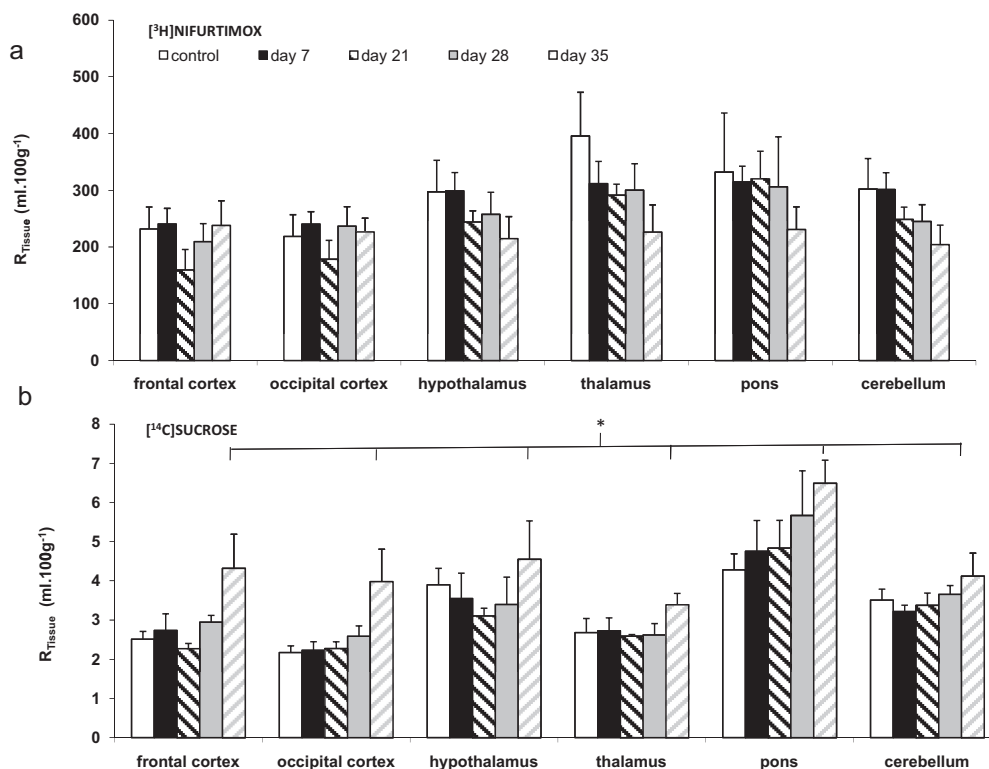 a
[³H]NIFURTIMOX
control day 7 day 21 day 28 day 35
R_Tissue (ml.100g⁻¹)
600
500
400
300
200
100
0
frontal cortex occipital cortex hypothalamus thalamus pons cerebellum
b
[¹⁴C]SUCROSE
*
R_Tissue (ml.100g⁻¹)
8
7
6
5
4
3
2
1
0
frontal cortex occipital cortex hypothalamus thalamus pons cerebellum